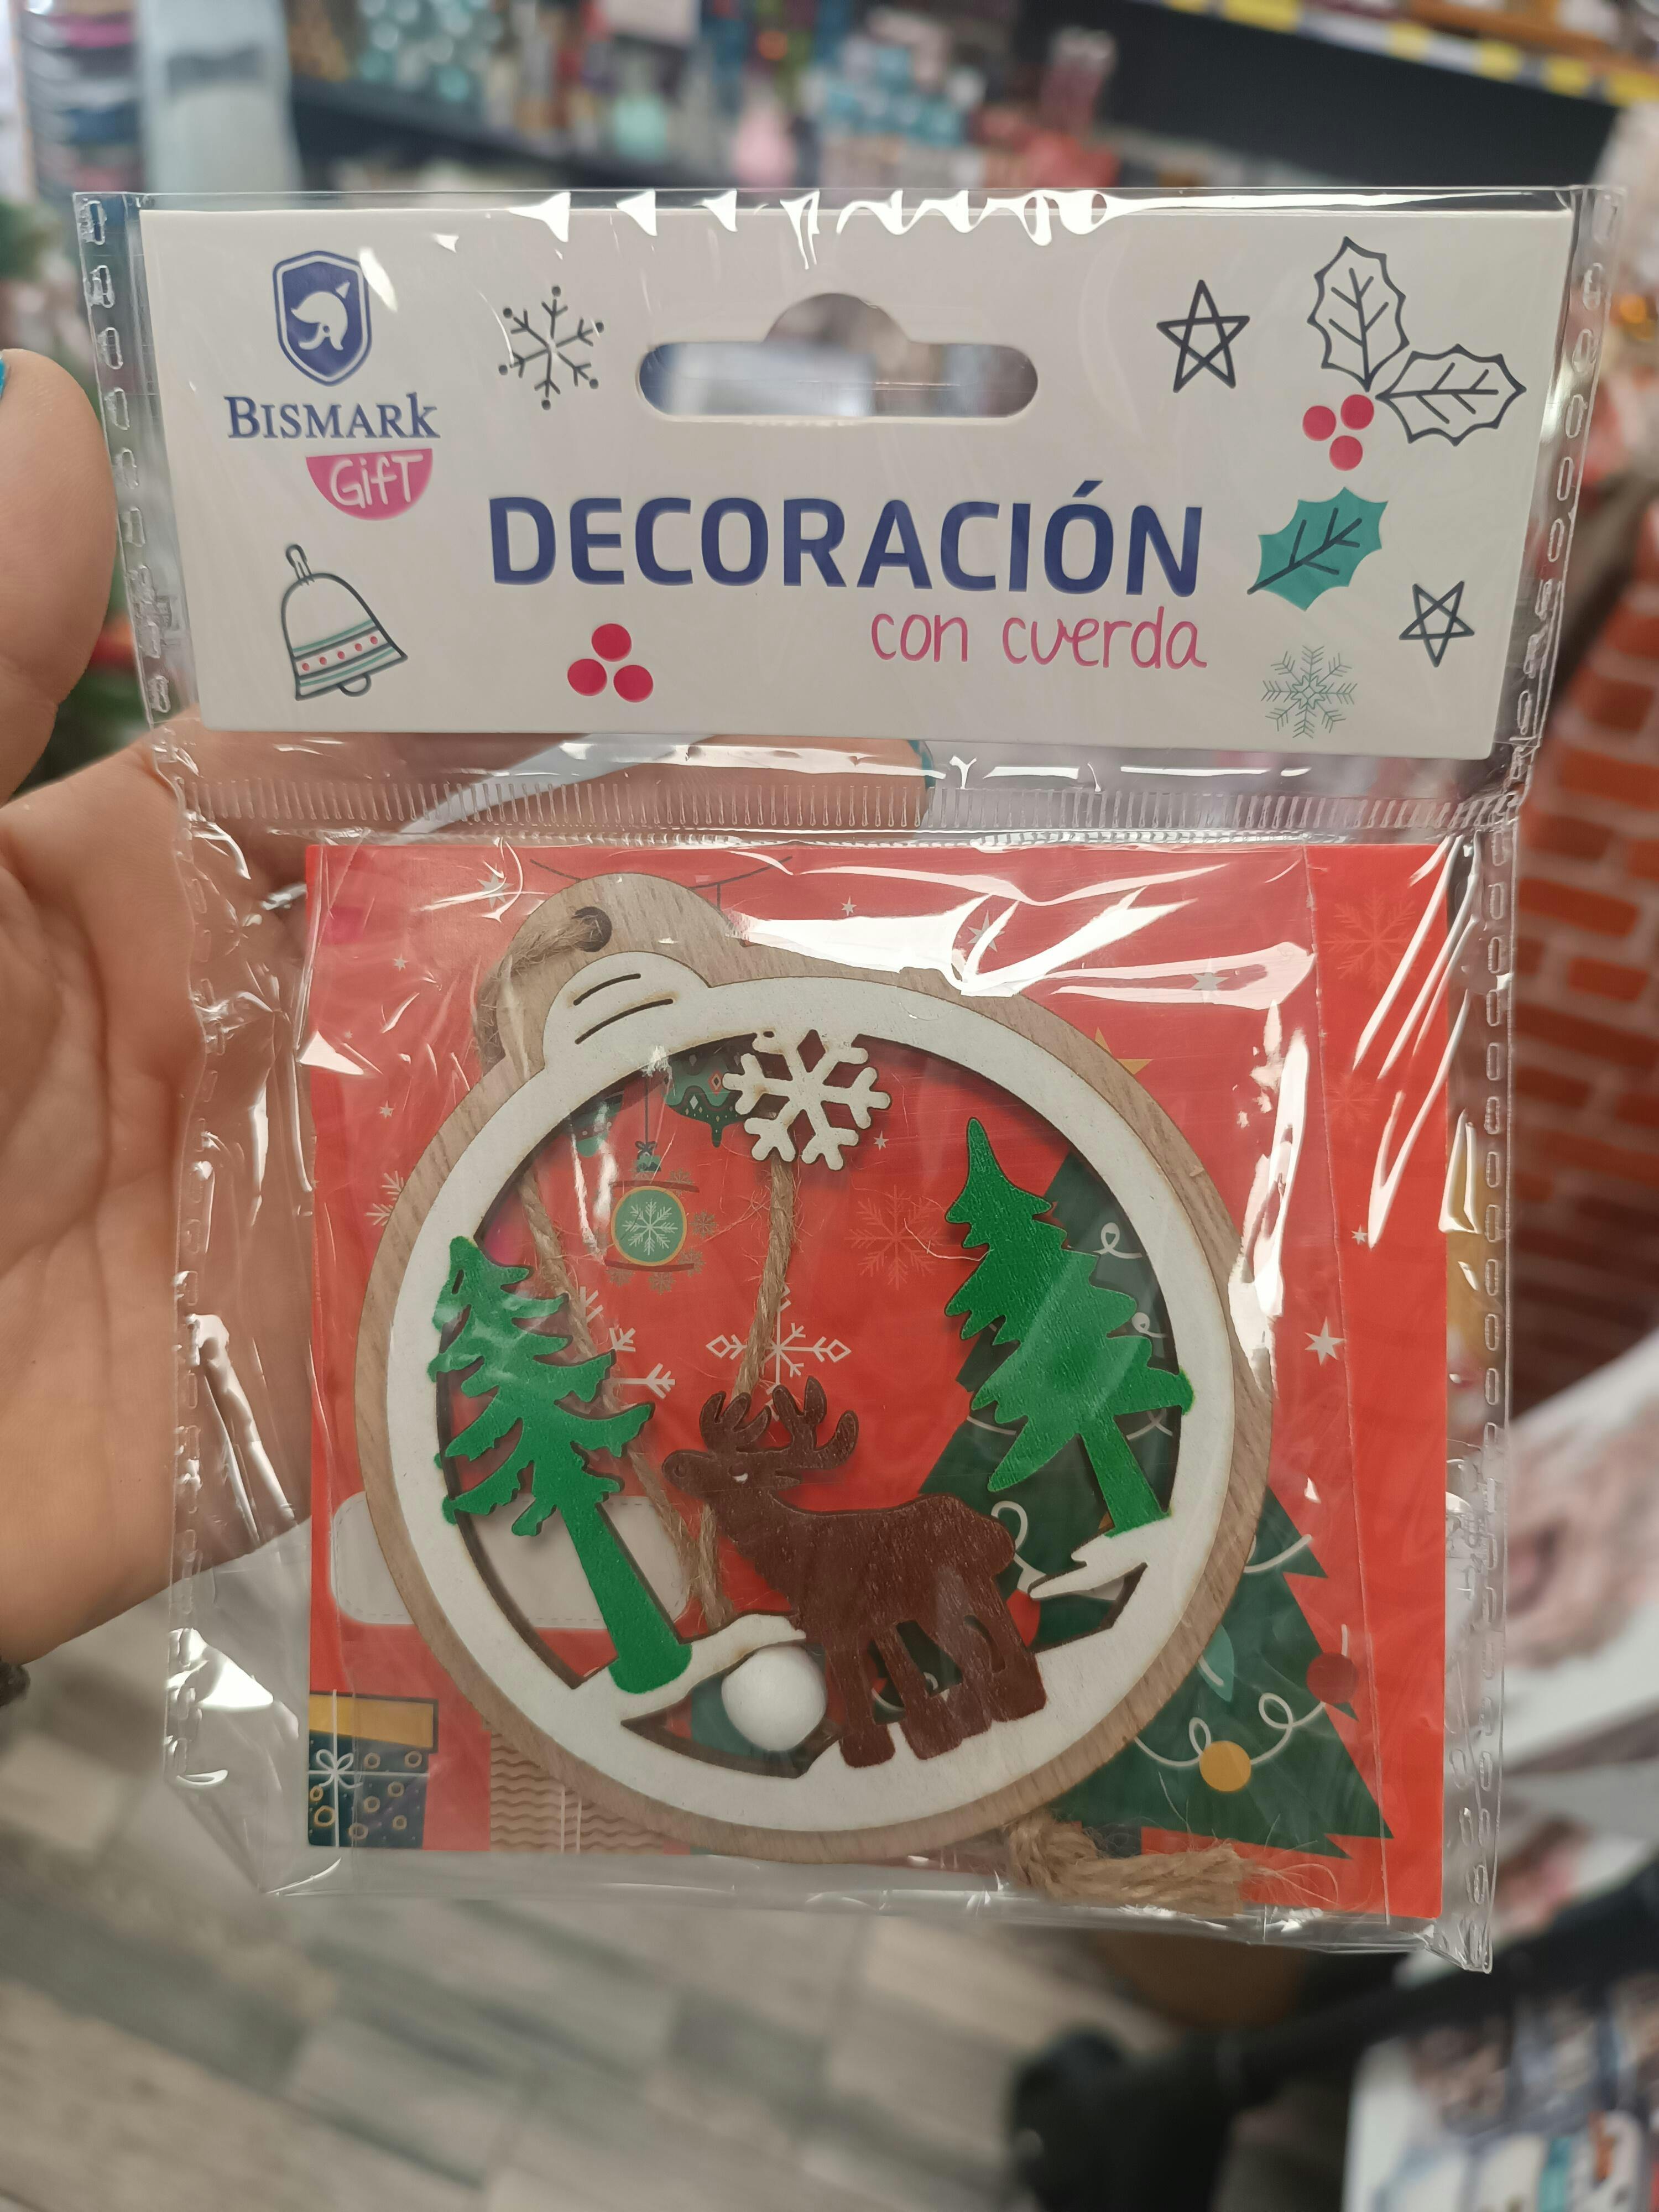 BISMARK
Gift
DECORACIÓN
con cuerda